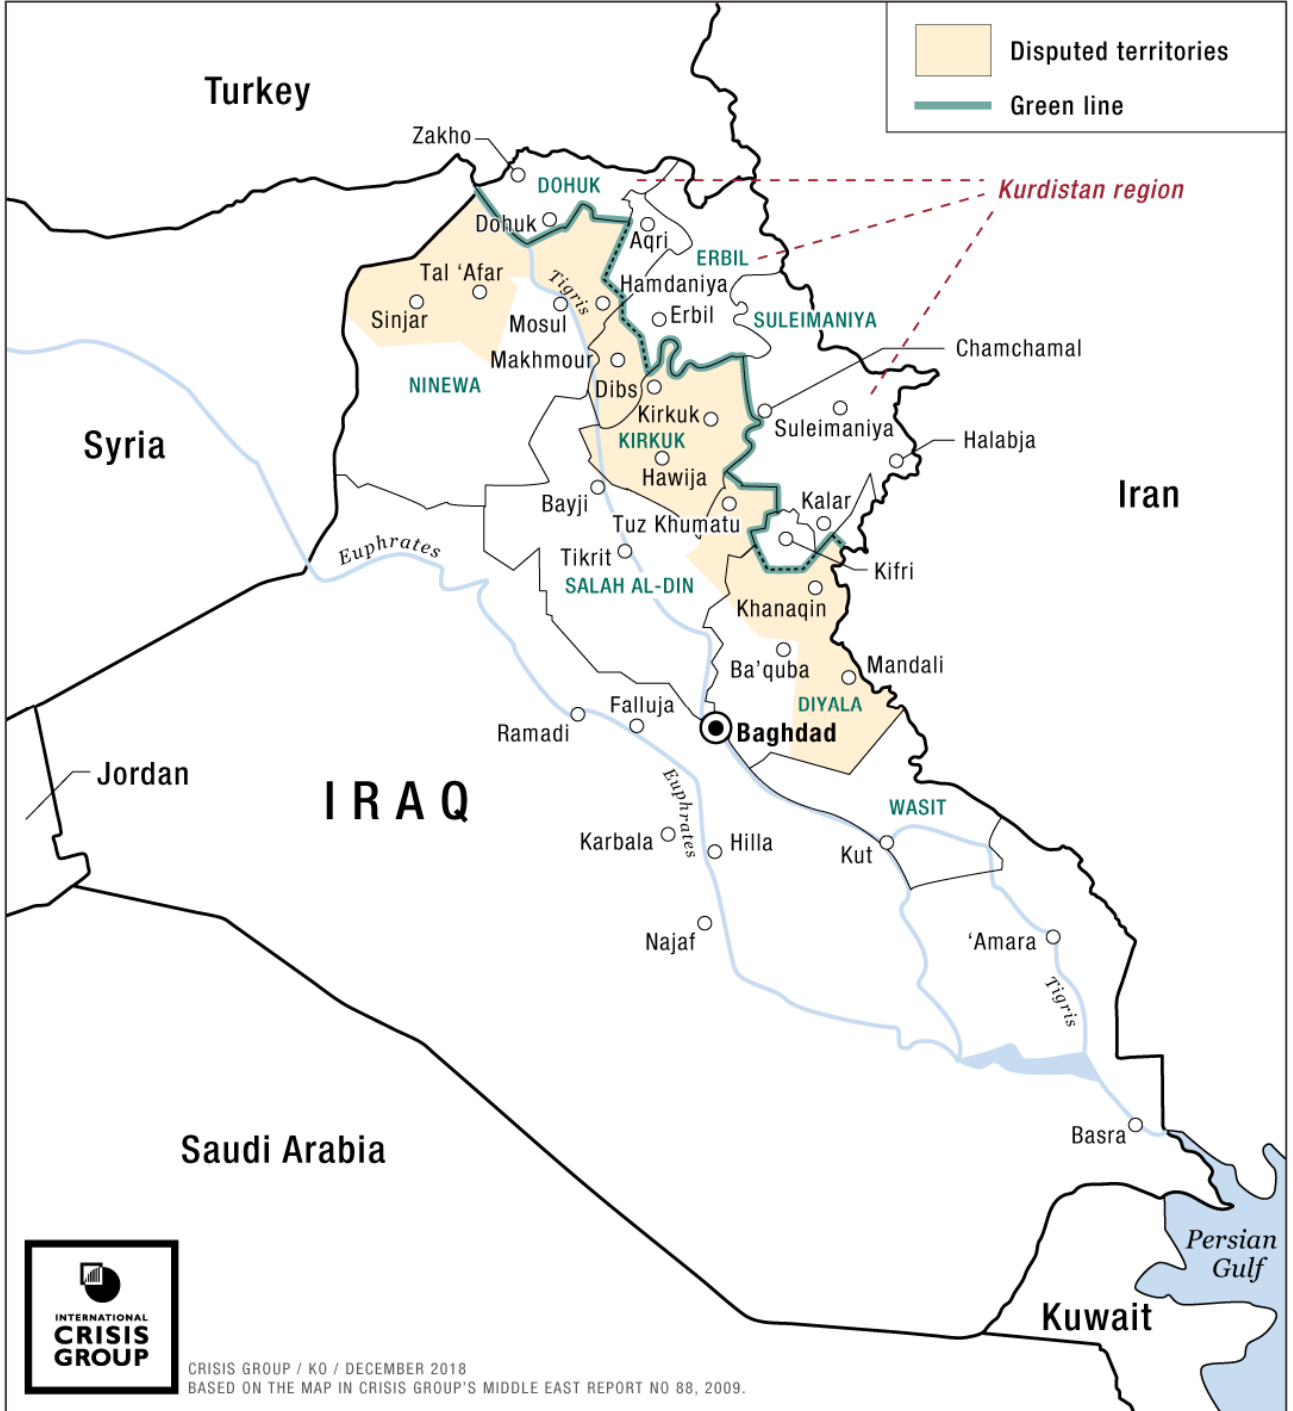 Disputed territories
Green line
Turkey
Zakho
DOHUK
Kurdistan region
Dohuk
Aqri
ERBIL
Tal ‘Afar
Tigris
Hamdaniya
Sinjar
Mosul
Erbil
SULEIMANIYA
Makhmour
Chamchamal
NINEWA
Dibs
Kirkuk
Suleimaniya
Syria
KIRKUK
Halabja
Hawija
Iran
Bayji
Tuz Khumatu
Kalar
Euphrates
Tikrit
Kifri
SALAH AL-DIN
Khanaqin
Ba’quba
Mandali
Falluja
DIYALA
Ramadi
Baghdad
Jordan
IRAQ
Euphrates
WASIT
Karbala
Hilla
Kut
Najaf
‘Amara
Tigris
Basra
Saudi Arabia
Persian
Gulf
Kuwait
INTERNATIONAL
CRISIS
GROUP
CRISIS GROUP / KO / DECEMBER 2018
BASED ON THE MAP IN CRISIS GROUP’S MIDDLE EAST REPORT NO 88, 2009.